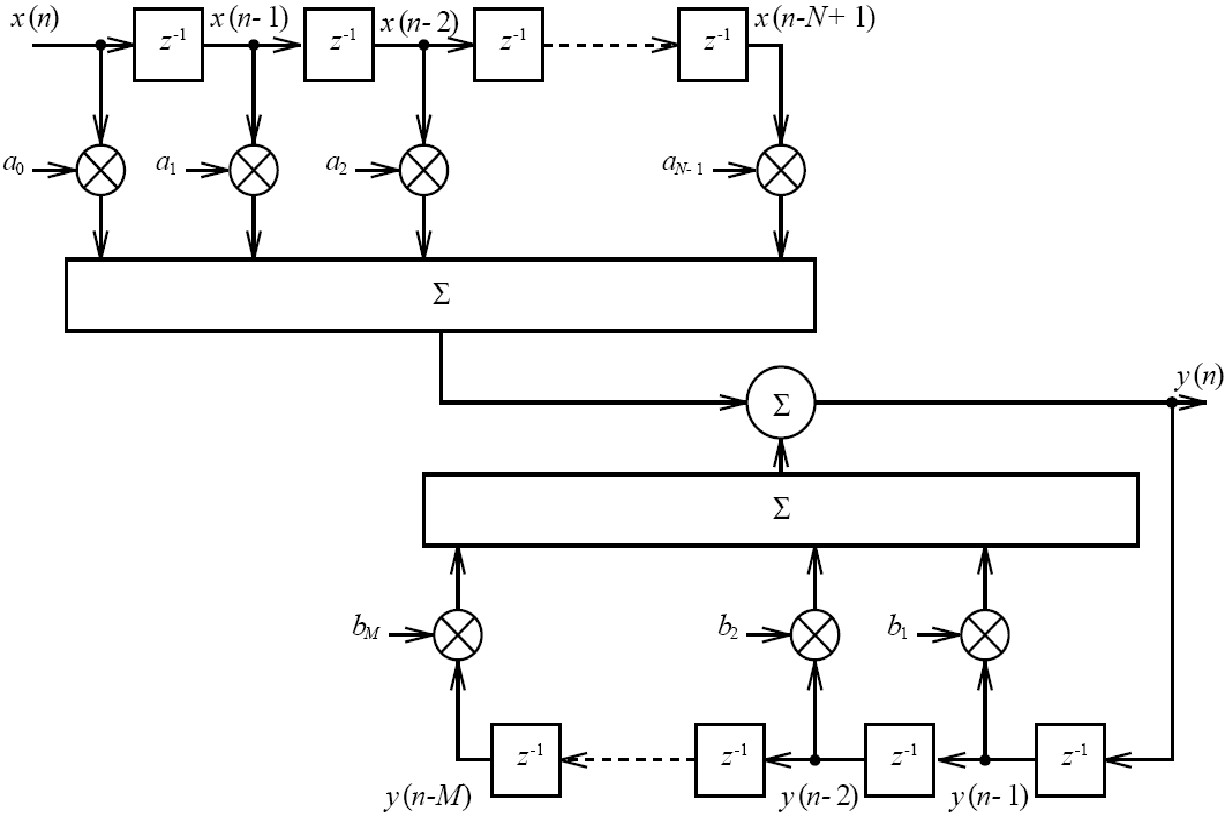 x(n) x(n-1) x(n-2) x(n-N+1)
z⁻¹ z⁻¹ z⁻¹ z⁻¹
a₀ a₁ a₂ a_N-1
Σ
y(n)
Σ
Σ
b_M b₂ b₁
z⁻¹ z⁻¹ z⁻¹ z⁻¹
y(n-M) y(n-2) y(n-1)